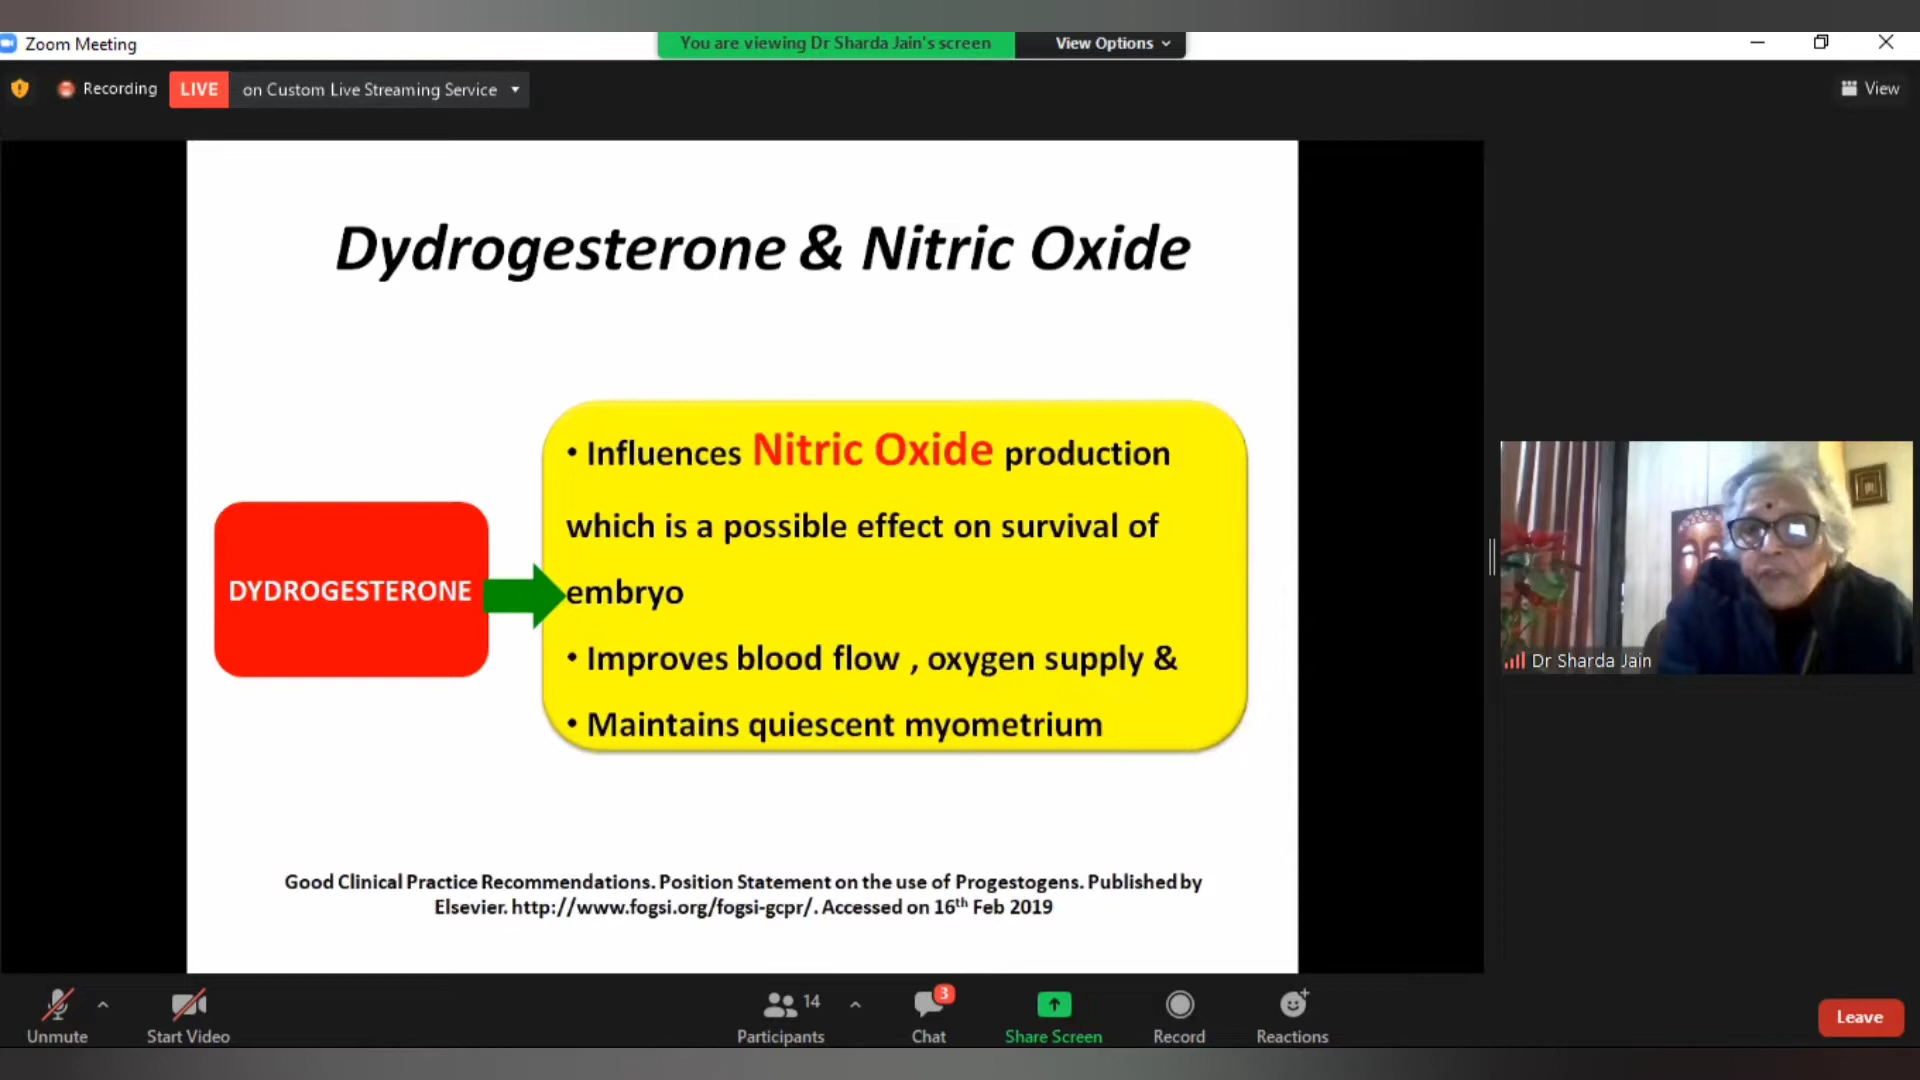 Zoom Meeting
You are viewing Dr Sharda Jain's screen
View Options
Recording
LIVE
on Custom Live Streaming Service
View
Dydrogesterone & Nitric Oxide
DYDROGESTERONE
• Influences Nitric Oxide production
which is a possible effect on survival of
embryo
• Improves blood flow , oxygen supply &
• Maintains quiescent myometrium
Good Clinical Practice Recommendations. Position Statement on the use of Progestogens. Published by
Elsevier. http://www.fogsi.org/fogsi-gcpr/. Accessed on 16th Feb 2019
Dr Sharda Jain
Unmute
Start Video
14
Participants
3
Chat
Share Screen
Record
Reactions
Leave